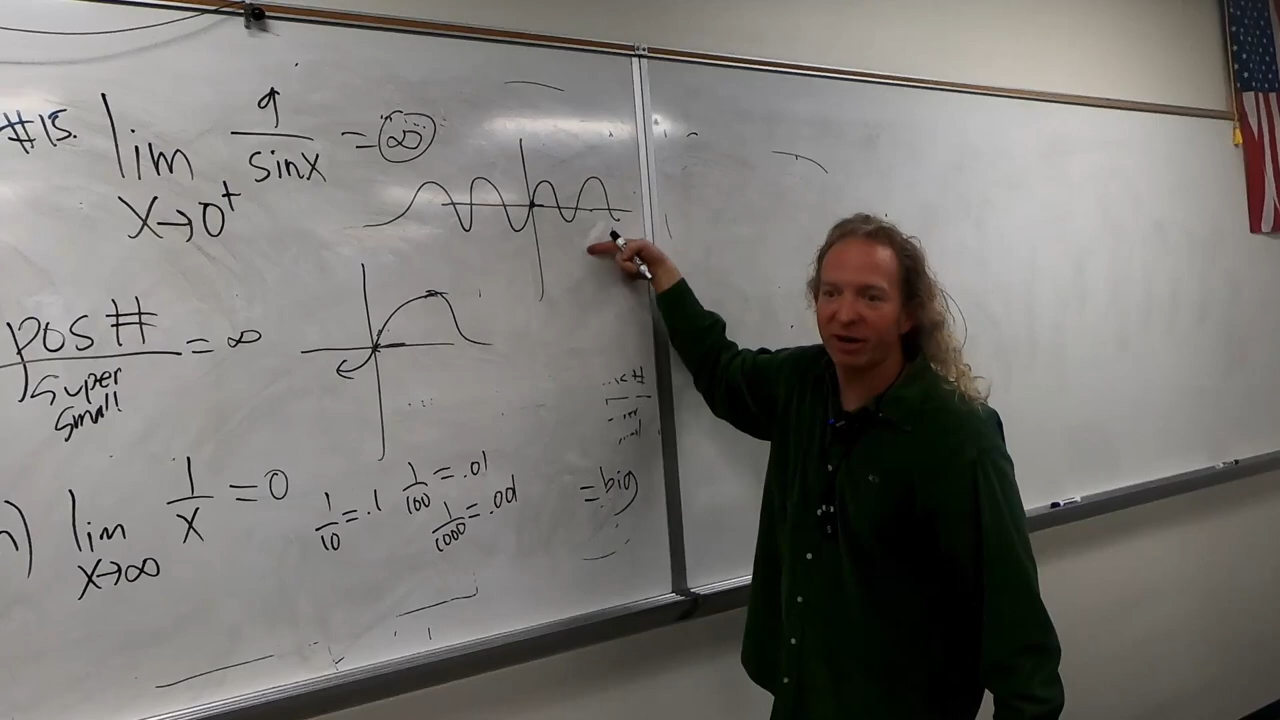 #15. lim 9/sinx = ∞
x→0⁺
pos # / super small = ∞
n) lim 1/x = 0
x→∞
1/10 = .1
1/100 = .01
1/1000 = .001
= big